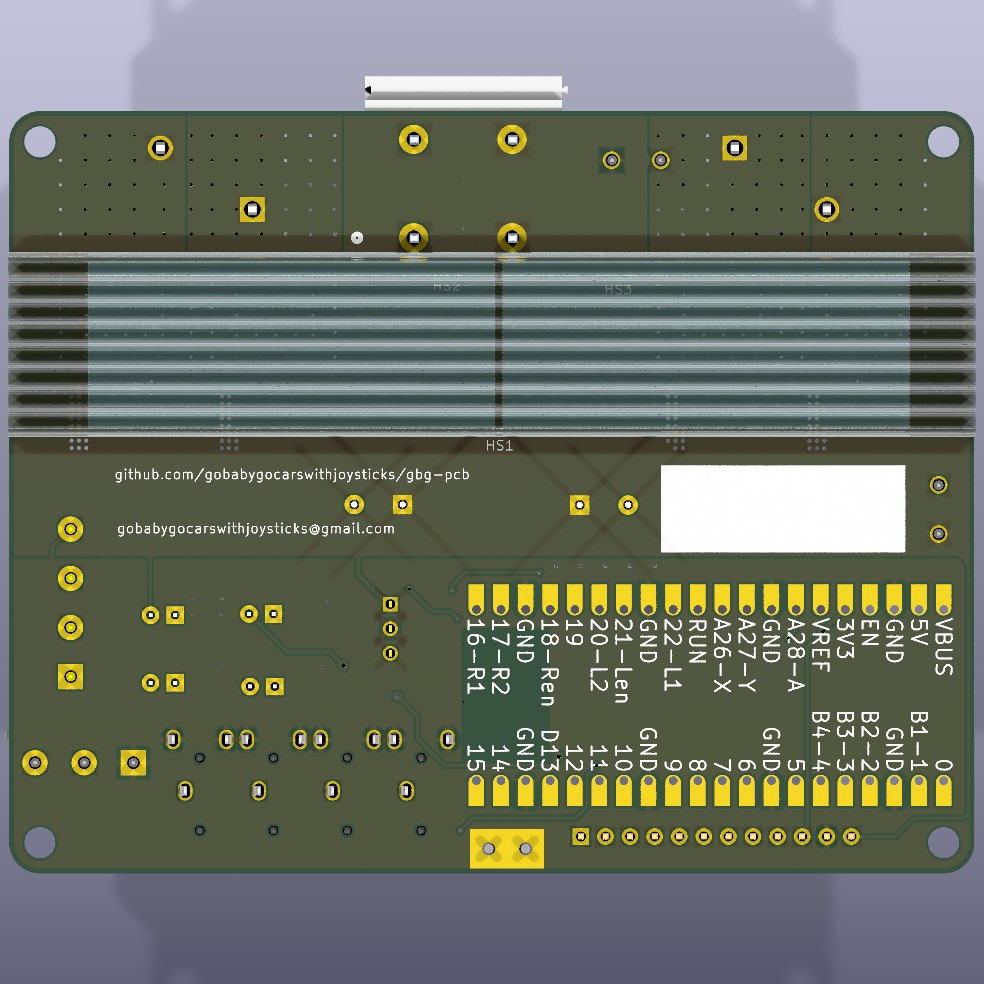 HS2
HS3
HS1
github.com/gobabygocarswithjoysticks/gbg-pcb
gobabygocarswithjoysticks@gmail.com
16-R1
17-R2
GND
18-Ren
19
20-L2
21-Len
GND
22-L1
RUN
A26-X
A27-Y
GND
A28-A
VREF
3V3
EN
GND
5V
VBUS
15
14
GND
D13
12
11
10
GND
9
8
7
6
GND
5
B4-4
B3-3
B2-2
GND
B1-1
0